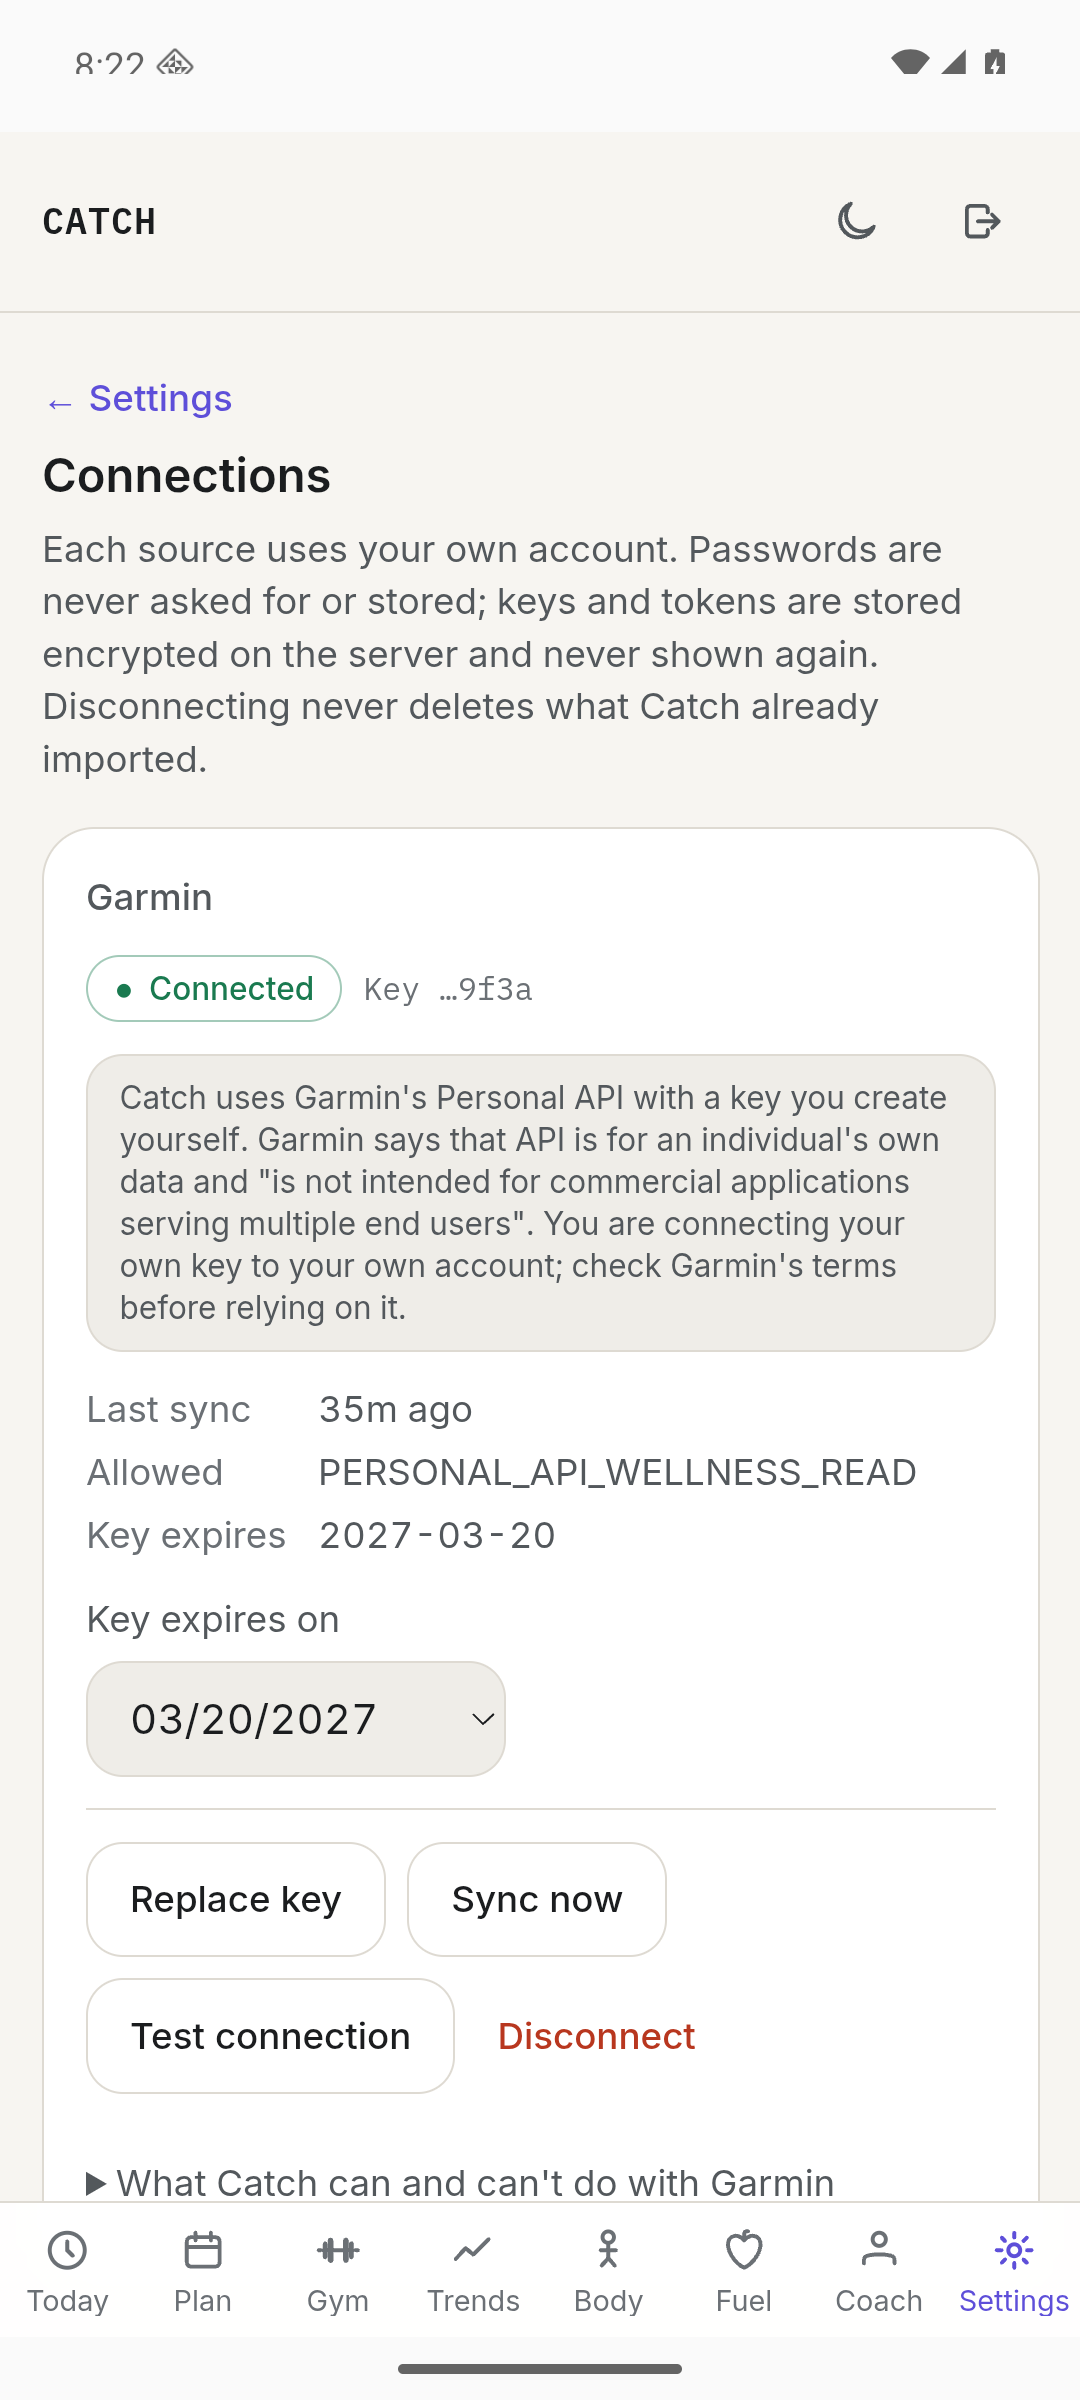 8:22
CATCH
← Settings
Connections
Each source uses your own account. Passwords are
never asked for or stored; keys and tokens are stored
encrypted on the server and never shown again.
Disconnecting never deletes what Catch already
imported.
Garmin
Connected Key …9f3a
Catch uses Garmin's Personal API with a key you create
yourself. Garmin says that API is for an individual's own
data and "is not intended for commercial applications
serving multiple end users". You are connecting your
own key to your own account; check Garmin's terms
before relying on it.
Last sync 35m ago
Allowed PERSONAL_API_WELLNESS_READ
Key expires 2027-03-20
Key expires on
03/20/2027
Replace key Sync now
Test connection Disconnect
What Catch can and can't do with Garmin
Today Plan Gym Trends Body Fuel Coach Settings